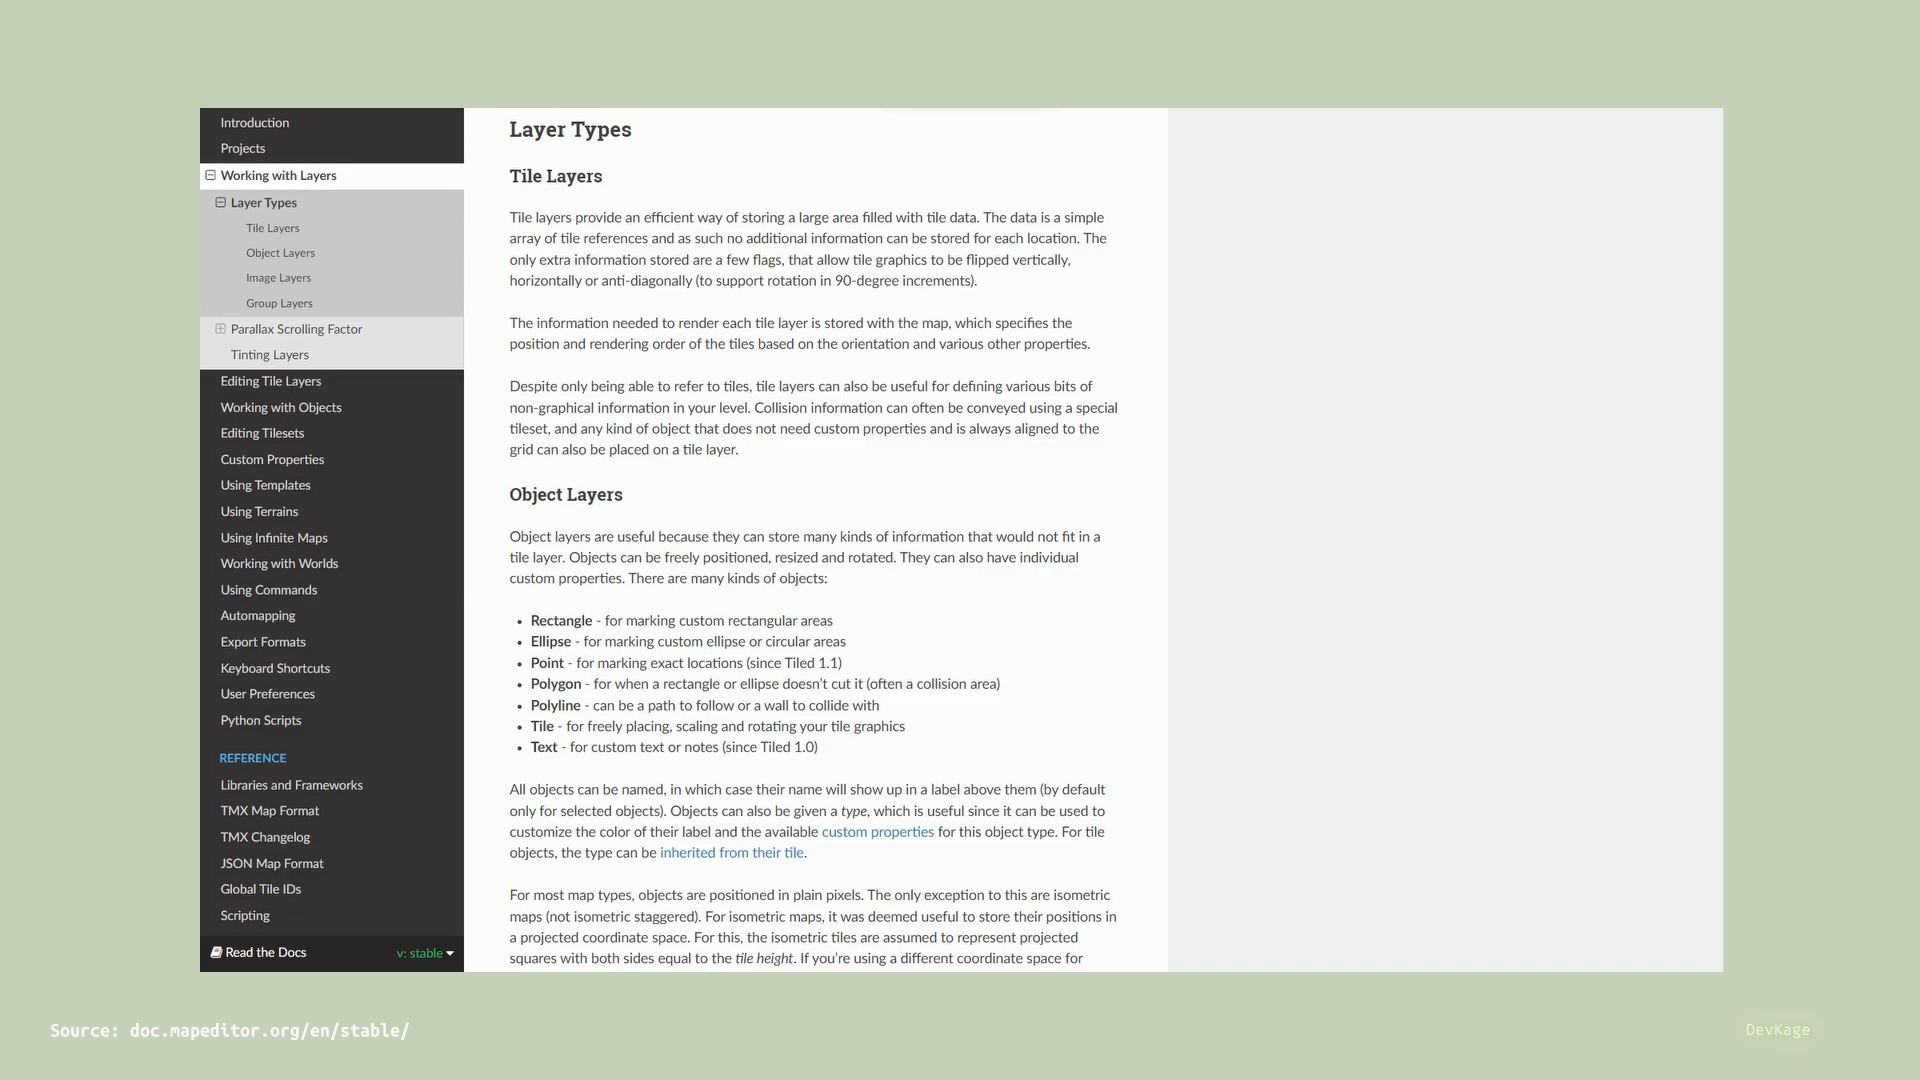 Introduction
Projects
Working with Layers
Layer Types
Tile Layers
Object Layers
Image Layers
Group Layers
Parallax Scrolling Factor
Tinting Layers
Editing Tile Layers
Working with Objects
Editing Tilesets
Custom Properties
Using Templates
Using Terrains
Using Infinite Maps
Working with Worlds
Using Commands
Automapping
Export Formats
Keyboard Shortcuts
User Preferences
Python Scripts
REFERENCE
Libraries and Frameworks
TMX Map Format
TMX Changelog
JSON Map Format
Global Tile IDs
Scripting
Read the Docs
v: stable
Layer Types
Tile Layers
Tile layers provide an efficient way of storing a large area filled with tile data. The data is a simple
array of tile references and as such no additional information can be stored for each location. The
only extra information stored are a few flags, that allow tile graphics to be flipped vertically,
horizontally or anti-diagonally (to support rotation in 90-degree increments).
The information needed to render each tile layer is stored with the map, which specifies the
position and rendering order of the tiles based on the orientation and various other properties.
Despite only being able to refer to tiles, tile layers can also be useful for defining various bits of
non-graphical information in your level. Collision information can often be conveyed using a special
tileset, and any kind of object that does not need custom properties and is always aligned to the
grid can also be placed on a tile layer.
Object Layers
Object layers are useful because they can store many kinds of information that would not fit in a
tile layer. Objects can be freely positioned, resized and rotated. They can also have individual
custom properties. There are many kinds of objects:
• Rectangle - for marking custom rectangular areas
• Ellipse - for marking custom ellipse or circular areas
• Point - for marking exact locations (since Tiled 1.1)
• Polygon - for when a rectangle or ellipse doesn't cut it (often a collision area)
• Polyline - can be a path to follow or a wall to collide with
• Tile - for freely placing, scaling and rotating your tile graphics
• Text - for custom text or notes (since Tiled 1.0)
All objects can be named, in which case their name will show up in a label above them (by default
only for selected objects). Objects can also be given a type, which is useful since it can be used to
customize the color of their label and the available custom properties for this object type. For tile
objects, the type can be inherited from their tile.
For most map types, objects are positioned in plain pixels. The only exception to this are isometric
maps (not isometric staggered). For isometric maps, it was deemed useful to store their positions in
a projected coordinate space. For this, the isometric tiles are assumed to represent projected
squares with both sides equal to the tile height. If you're using a different coordinate space for
Source: doc.mapeditor.org/en/stable/
DevKage